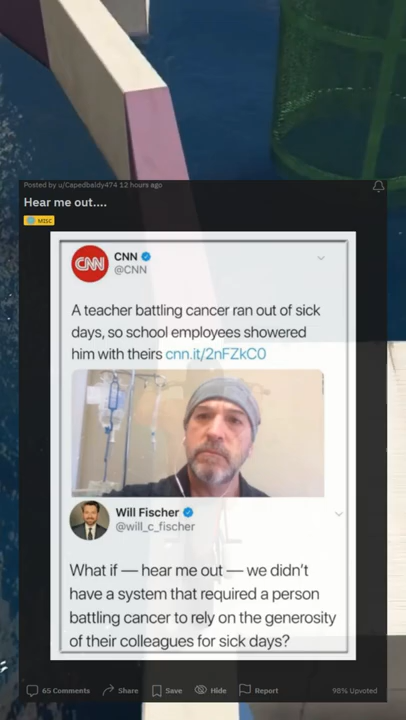 Posted by u/Capedbaldy474 12 hours ago
Hear me out....
MISC
CNN
CNN
@CNN
A teacher battling cancer ran out of sick
days, so school employees showered
him with theirs cnn.it/2nFZkC0
Will Fischer
@will_c_fischer
What if — hear me out — we didn't
have a system that required a person
battling cancer to rely on the generosity
of their colleagues for sick days?
65 Comments Share Save Hide Report 98% Upvoted